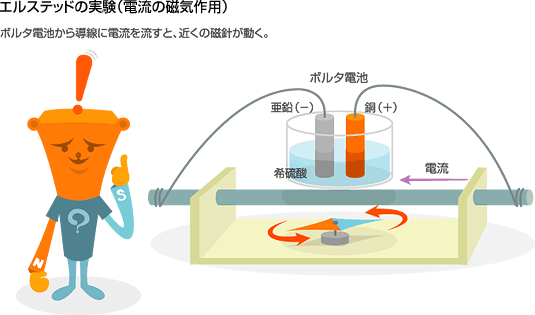 エルステッドの実験（電流の磁気作用）
ボルタ電池から導線に電流を流すと、近くの磁針が動く。
ボルタ電池
亜鉛（−） 銅（＋）
希硫酸
電流
S
N